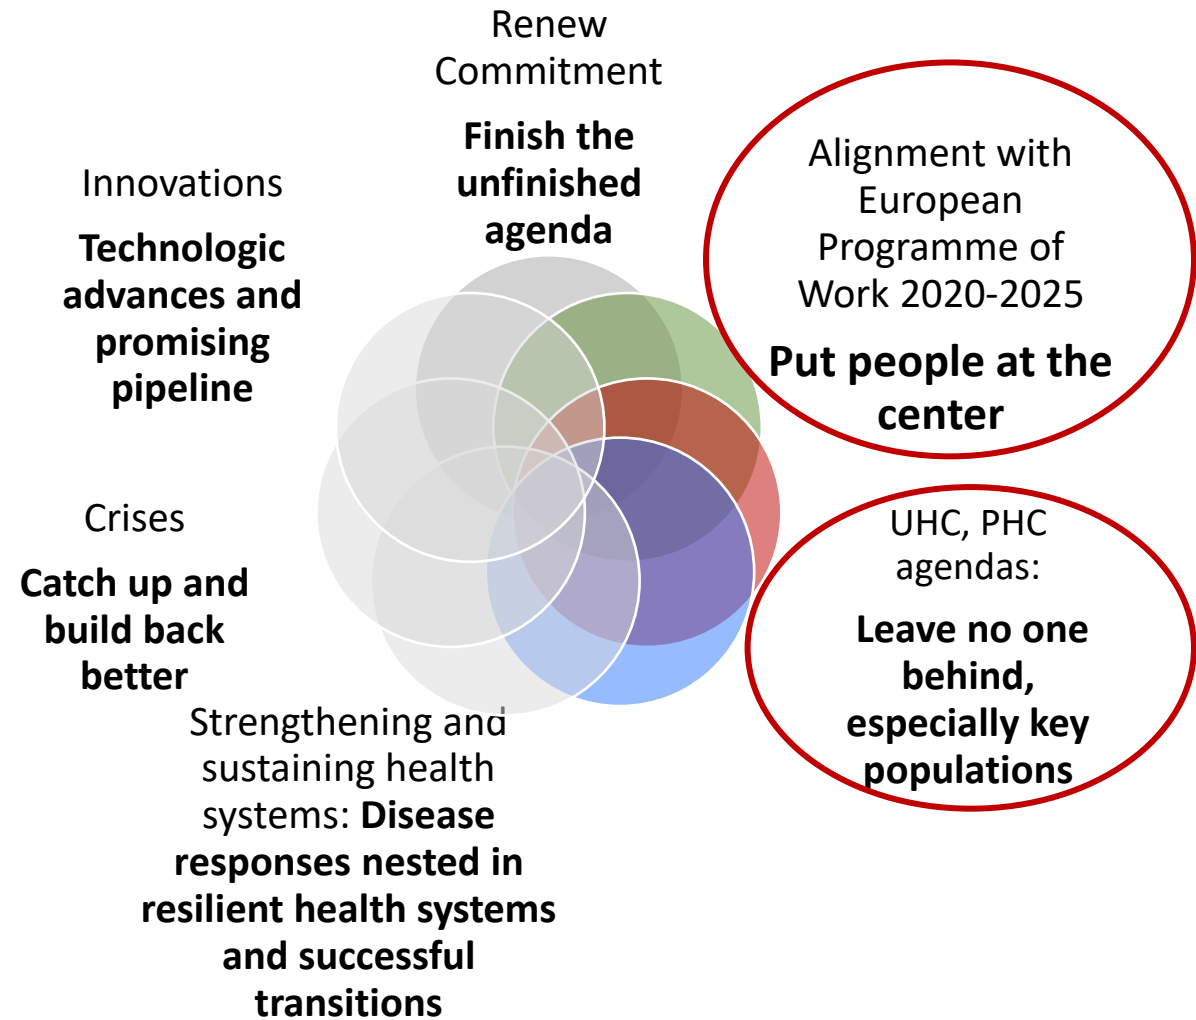 Renew
Commitment
Finish the
unfinished
agenda
Alignment with
European
Programme of
Work 2020-2025
Put people at the
center
UHC, PHC
agendas:
Leave no one
behind,
especially key
populations
Strengthening and
sustaining health
systems: Disease
responses nested in
resilient health systems
and successful
transitions
Crises
Catch up and
build back
better
Innovations
Technologic
advances and
promising
pipeline